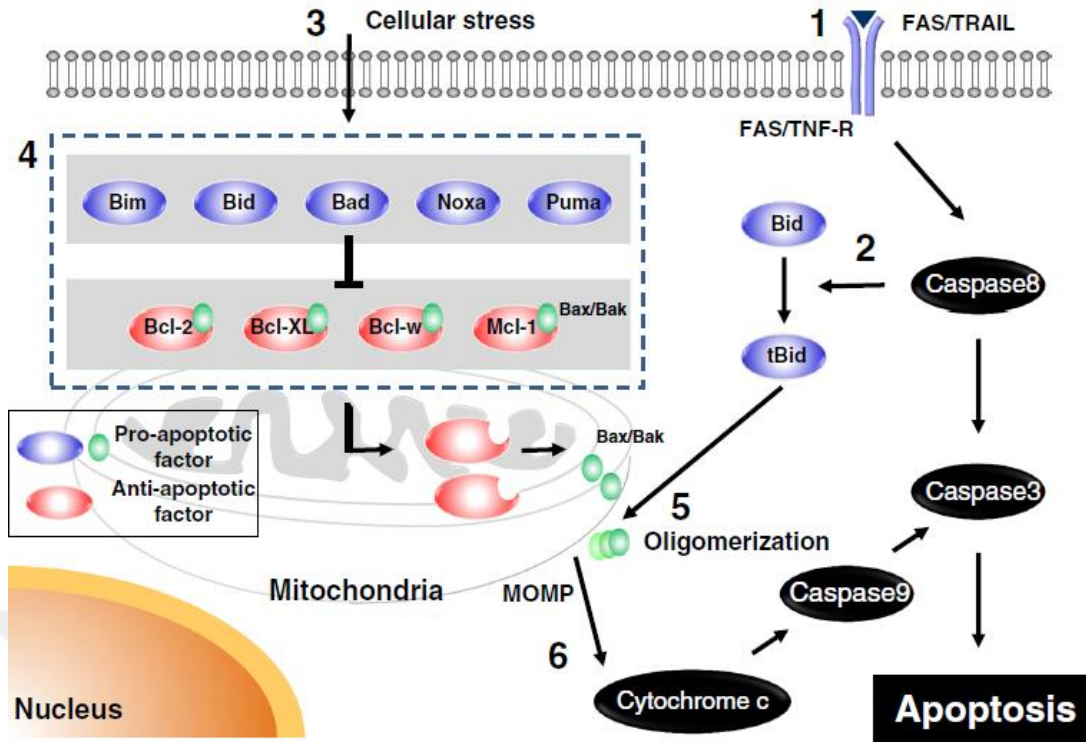 3
Cellular stress
1
FAS/TRAIL
FAS/TNF-R
4
Bim
Bid
Bad
Noxa
Puma
Bid
2
Caspase8
Bcl-2
Bcl-XL
Bcl-w
Mcl-1
Bax/Bak
tBid
Pro-apoptotic
factor
Anti-apoptotic
factor
Bax/Bak
Caspase3
5
Oligomerization
Mitochondria
MOMP
Caspase9
6
Cytochrome c
Nucleus
Apoptosis